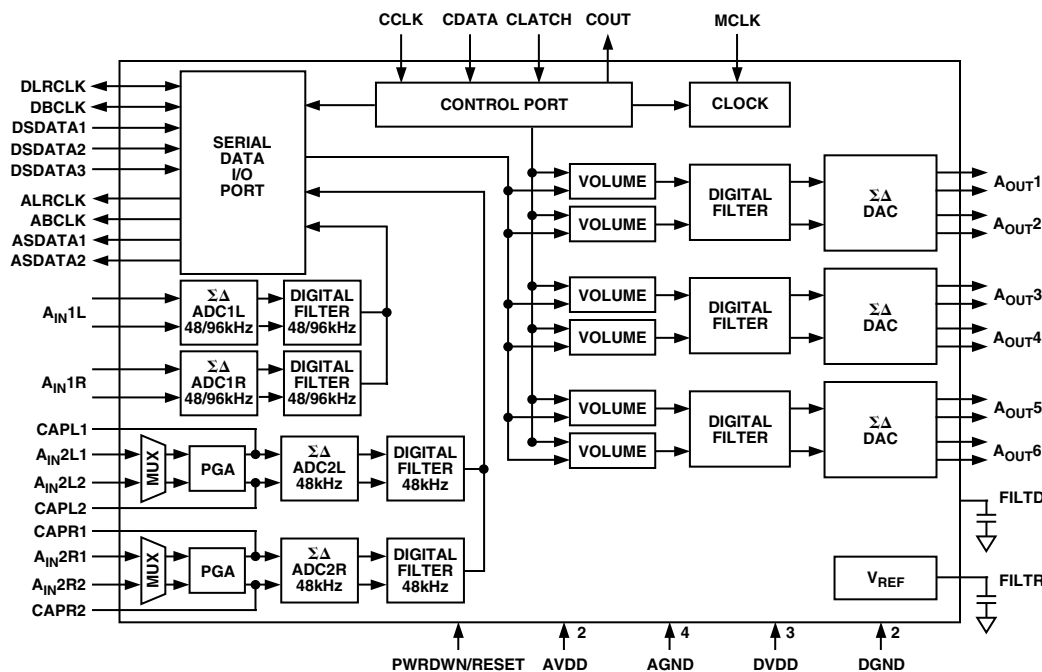 CCLK CDATA CLATCH COUT MCLK
DLRCLK
DBCLK
DSDATA1
DSDATA2
DSDATA3
ALRCLK
ABCLK
ASDATA1
ASDATA2
SERIAL
DATA
I/O
PORT
CONTROL PORT
CLOCK
VOLUME
VOLUME
DIGITAL
FILTER
ΣΔ
DAC
AOUT1
AOUT2
VOLUME
VOLUME
DIGITAL
FILTER
ΣΔ
DAC
AOUT3
AOUT4
VOLUME
VOLUME
DIGITAL
FILTER
ΣΔ
DAC
AOUT5
AOUT6
AIN1L
ΣΔ
ADC1L
48/96kHz
DIGITAL
FILTER
48/96kHz
AIN1R
ΣΔ
ADC1R
48/96kHz
DIGITAL
FILTER
48/96kHz
CAPL1
AIN2L1
AIN2L2
CAPL2
MUX
PGA
ΣΔ
ADC2L
48kHz
DIGITAL
FILTER
48kHz
CAPR1
AIN2R1
AIN2R2
CAPR2
MUX
PGA
ΣΔ
ADC2R
48kHz
DIGITAL
FILTER
48kHz
FILTD
VREF
FILTR
2 4 3 2
PWRDWN/RESET AVDD AGND DVDD DGND